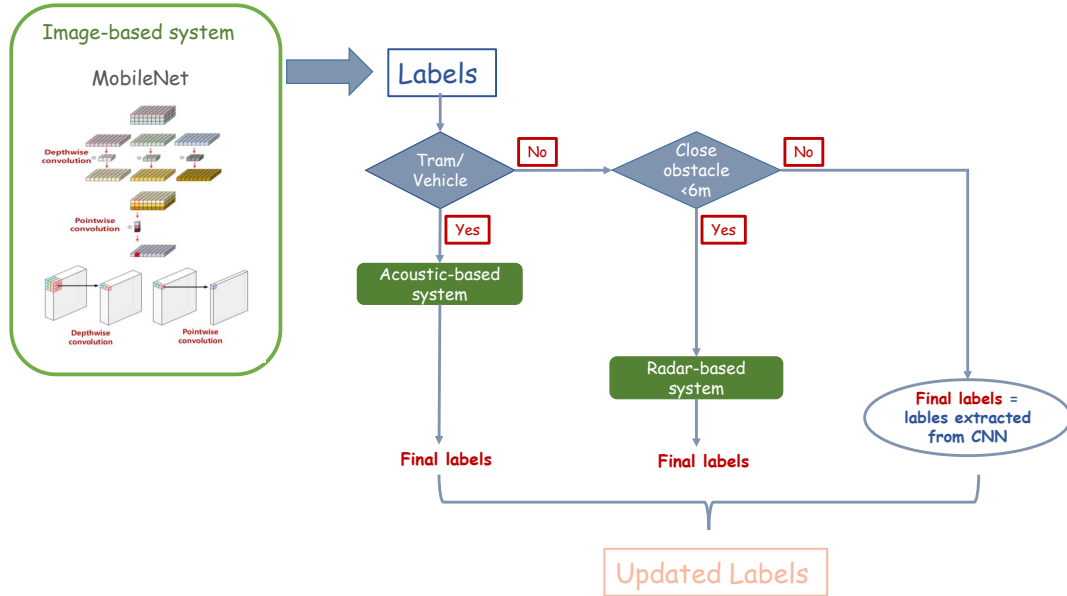 Image-based system
MobileNet
Depthwise
convolution
Pointwise
convolution
Depthwise
convolution
Pointwise
convolution
Labels
Tram/
Vehicle
No
Close
obstacle
<6m
No
Yes
Yes
Acoustic-based
system
Radar-based
system
Final labels =
lables extracted
from CNN
Final labels
Final labels
Updated Labels